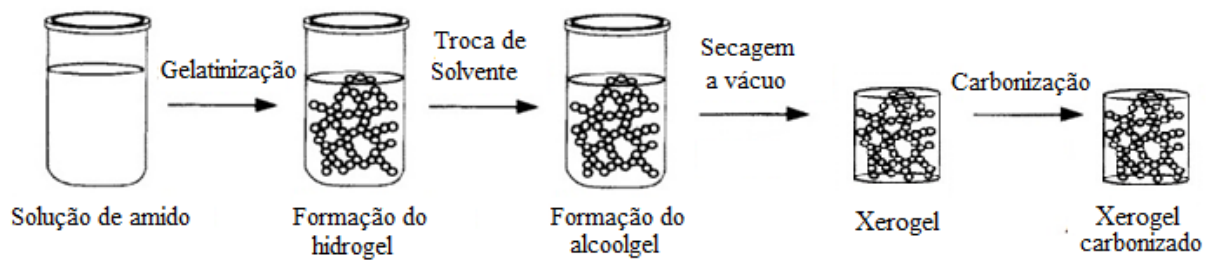 Gelatinização
Troca de
Solvente
Secagem
a vácuo
Carbonização
Solução de amido
Formação do
hidrogel
Formação do
alcoolgel
Xerogel
Xerogel
carbonizado